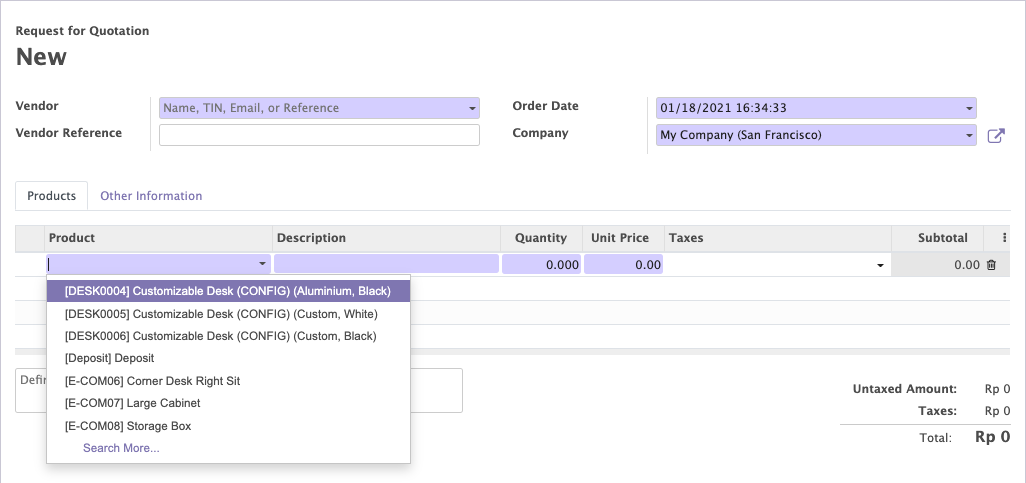 Request for Quotation
New
Vendor
Name, TIN, Email, or Reference
Order Date
01/18/2021 16:34:33
Vendor Reference
Company
My Company (San Francisco)
Products
Other Information
Product Description Quantity Unit Price Taxes Subtotal
0.000 0.00 0.00
[DESK0004] Customizable Desk (CONFIG) (Aluminium, Black)
[DESK0005] Customizable Desk (CONFIG) (Custom, White)
[DESK0006] Customizable Desk (CONFIG) (Custom, Black)
[Deposit] Deposit
[E-COM06] Corner Desk Right Sit
[E-COM07] Large Cabinet
[E-COM08] Storage Box
Search More...
Untaxed Amount: Rp 0
Taxes: Rp 0
Total: Rp 0